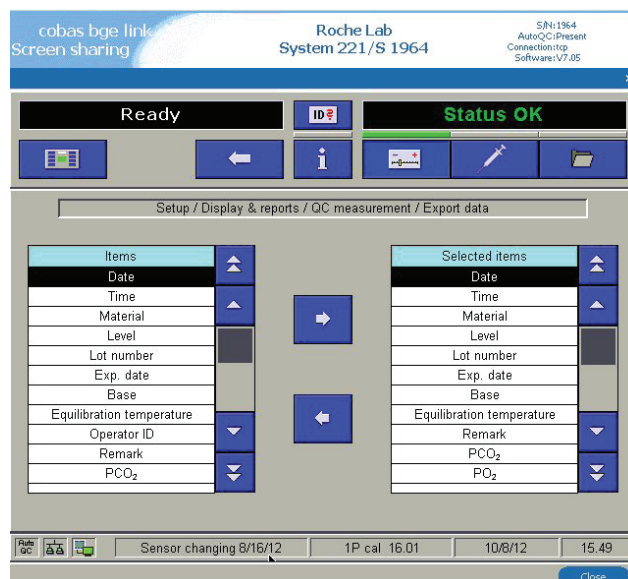 cobas bge link
Screen sharing
Roche Lab
System 221/S 1964
S/N:1964
AutoQC:Present
Connection:tcp
Software:V7.05
Ready
ID?
Status OK
i
Setup / Display & reports / QC measurement / Export data
Items
Date
Time
Material
Level
Lot number
Exp. date
Base
Equilibration temperature
Operator ID
Remark
PCO₂
Selected items
Date
Time
Material
Level
Lot number
Exp. date
Base
Equilibration temperature
Remark
PCO₂
PO₂
Auto QC
Sensor changing 8/16/12
1P cal 16.01
10/8/12
15.49
Close